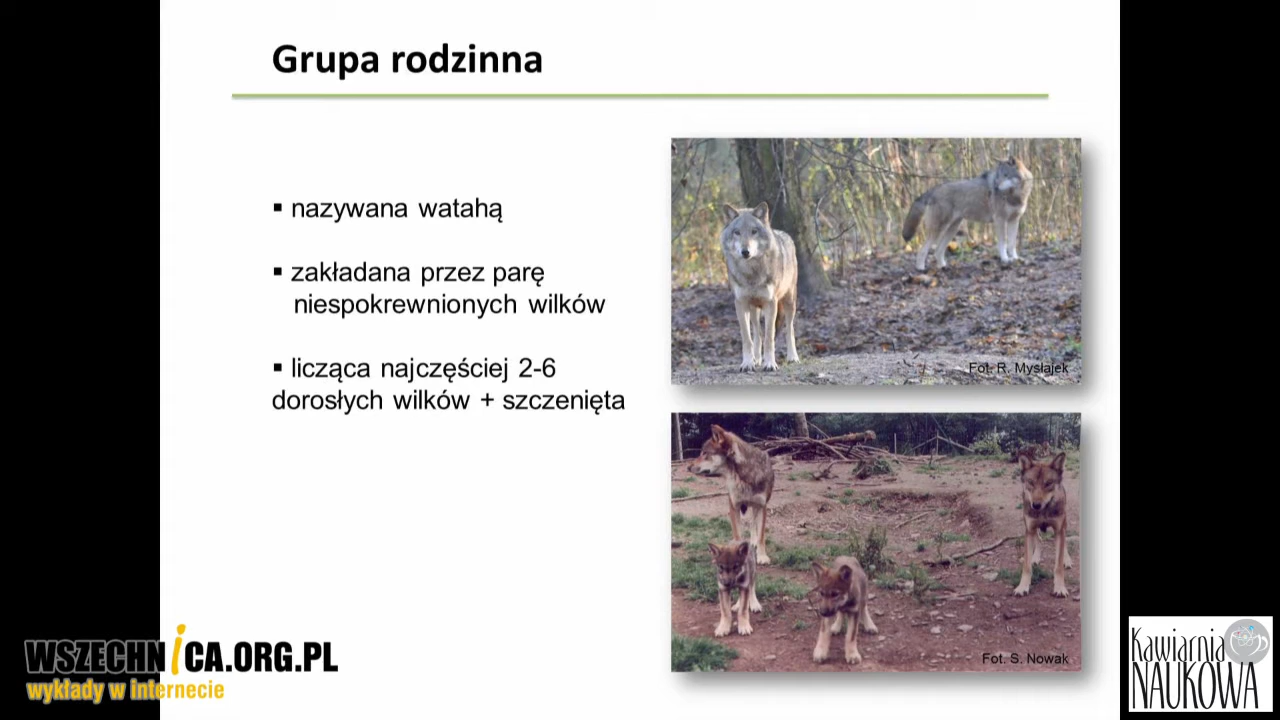 Grupa rodzinna
▪ nazywana watahą
▪ zakładana przez parę
niespokrewnionych wilków
▪ licząca najczęściej 2-6
dorosłych wilków + szczenięta
Fot. R. Mysłajek
Fot. S. Nowak
WSZECHNiCA.ORG.PL
wykłady w internecie
Kawiarnia
NAUKOWA